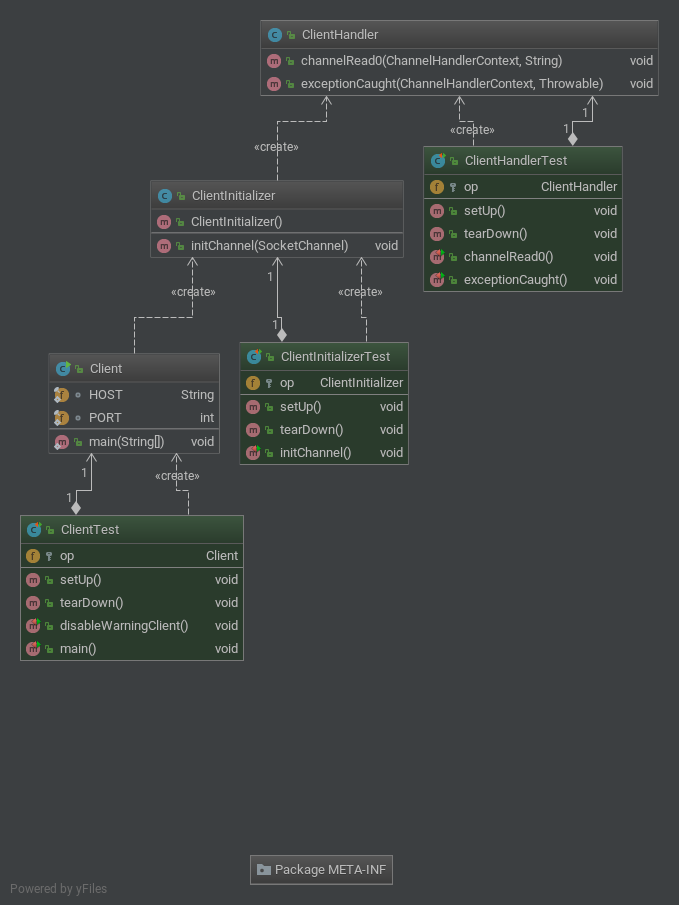 ClientHandler
channelRead0(ChannelHandlerContext, String) void
exceptionCaught(ChannelHandlerContext, Throwable) void
1
«create»
«create»
1
ClientHandlerTest
op ClientHandler
setUp() void
tearDown() void
channelRead0() void
exceptionCaught() void
ClientInitializer
ClientInitializer()
initChannel(SocketChannel) void
1
«create»
«create»
1
ClientInitializerTest
op ClientInitializer
setUp() void
tearDown() void
initChannel() void
Client
HOST String
PORT int
main(String[]) void
1
«create»
1
ClientTest
op Client
setUp() void
tearDown() void
disableWarningClient() void
main() void
Package META-INF
Powered by yFiles